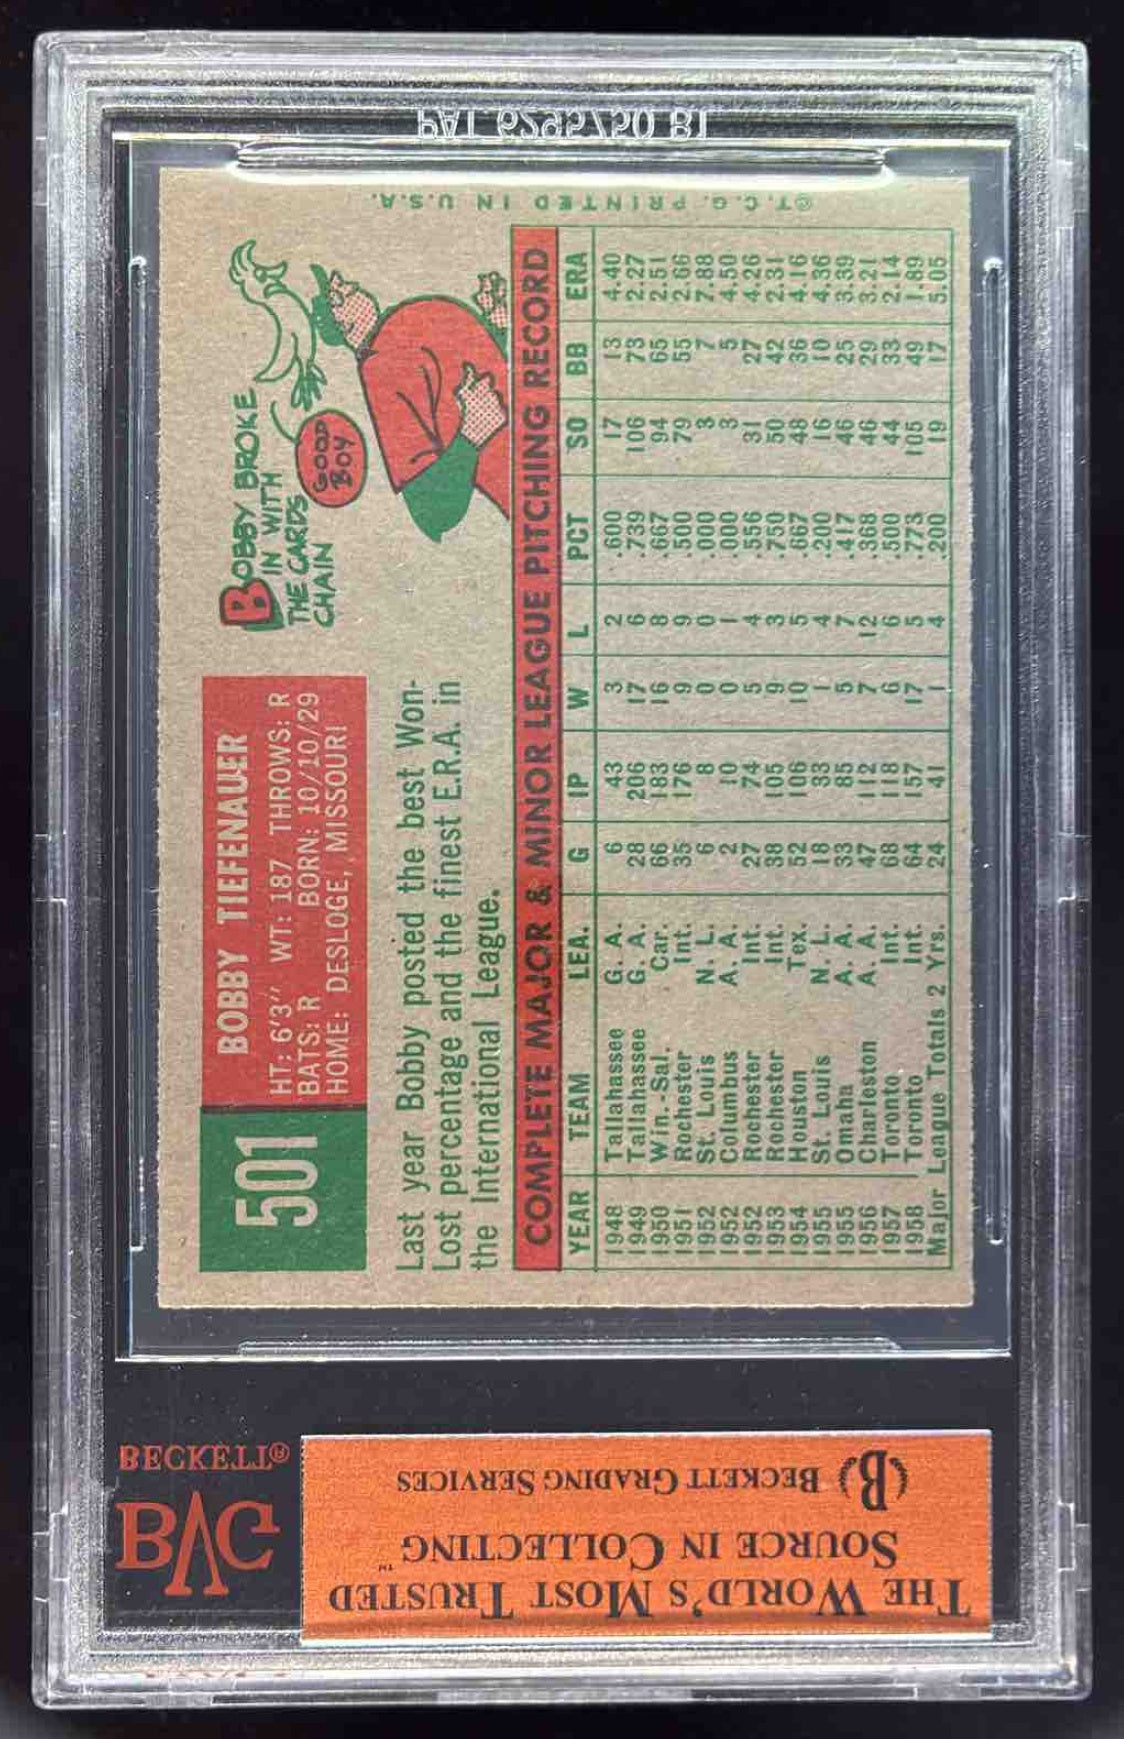 501
BOBBY TIEFENAUER
HT: 6'3" WT: 187 THROWS: R
BATS: R BORN: 10/10/29
HOME: DESLOGE, MISSOURI
BOBBY BROKE
IN WITH
THE CARDS
CHAIN
GOOD
BOY
Last year Bobby posted the best Won-
Lost percentage and the finest E.R.A. in
the International League.
COMPLETE MAJOR & MINOR LEAGUE PITCHING RECORD
YEAR TEAM LEA. G IP W L PCT SO BB ERA
1948 Tallahassee G. A. 6 43 3 2 .600 17 13 4.40
1949 Tallahassee G. A. 28 206 17 6 .739 106 73 2.27
1950 Win.-Sal. Car. 66 183 16 8 .667 94 65 2.51
1951 Rochester Int. 35 176 9 9 .500 79 55 2.66
1952 St. Louis N. L. 6 8 0 0 .000 3 7 7.88
1952 Columbus A. A. 2 10 0 1 .000 3 5 4.50
1952 Rochester Int. 27 74 5 4 .556 31 27 4.26
1953 Rochester Int. 38 105 9 3 .750 50 42 2.31
1954 Houston Tex. 52 106 10 5 .667 48 36 4.16
1955 St. Louis N. L. 18 33 1 4 .200 16 10 4.36
1955 Omaha A. A. 33 85 5 7 .417 46 25 3.39
1956 Charleston A. A. 47 112 7 12 .368 46 29 3.21
1957 Toronto Int. 68 118 6 6 .500 44 33 2.14
1958 Toronto Int. 64 157 17 5 .773 105 49 1.89
Major League Totals 2 Yrs. 24 41 1 4 .200 19 17 5.05
©T.C.G. PRINTED IN U.S.A.
THE WORLD'S MOST TRUSTED
SOURCE IN COLLECTING™
B BECKETT GRADING SERVICES
BECKETT®